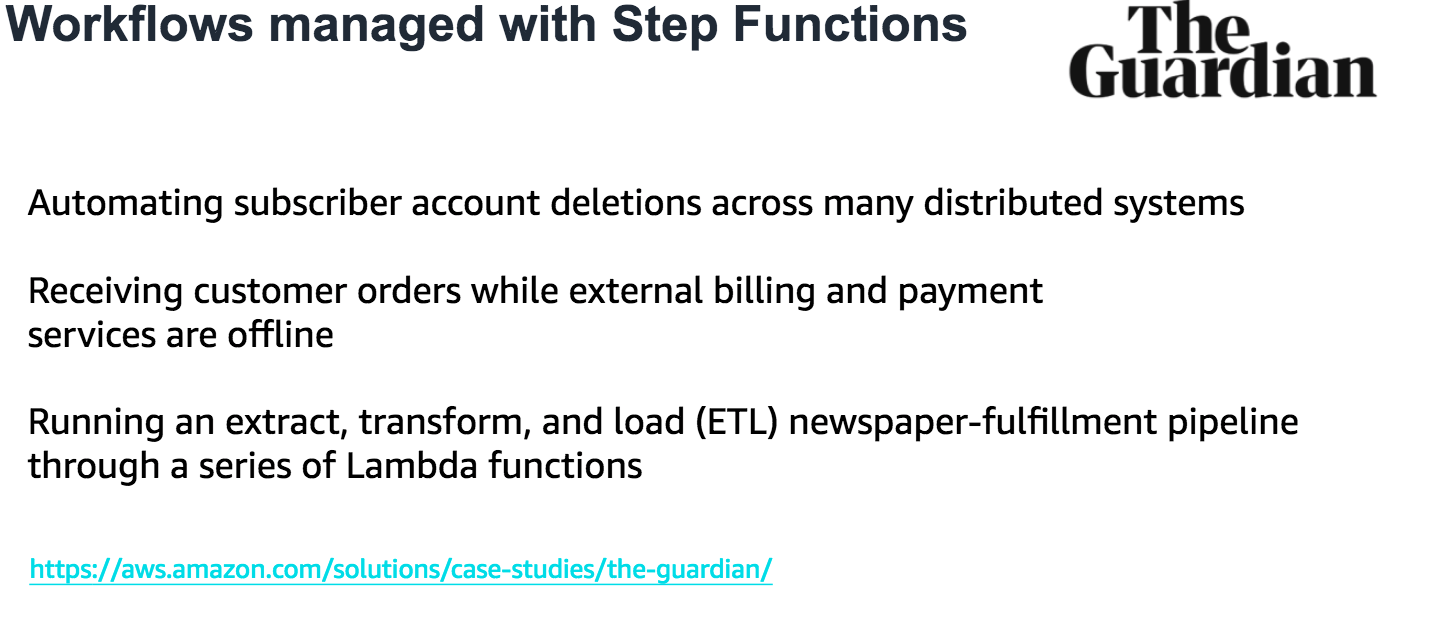 Workflows managed with Step Functions
The
Guardian
Automating subscriber account deletions across many distributed systems
Receiving customer orders while external billing and payment
services are offline
Running an extract, transform, and load (ETL) newspaper-fulfillment pipeline
through a series of Lambda functions
https://aws.amazon.com/solutions/case-studies/the-guardian/